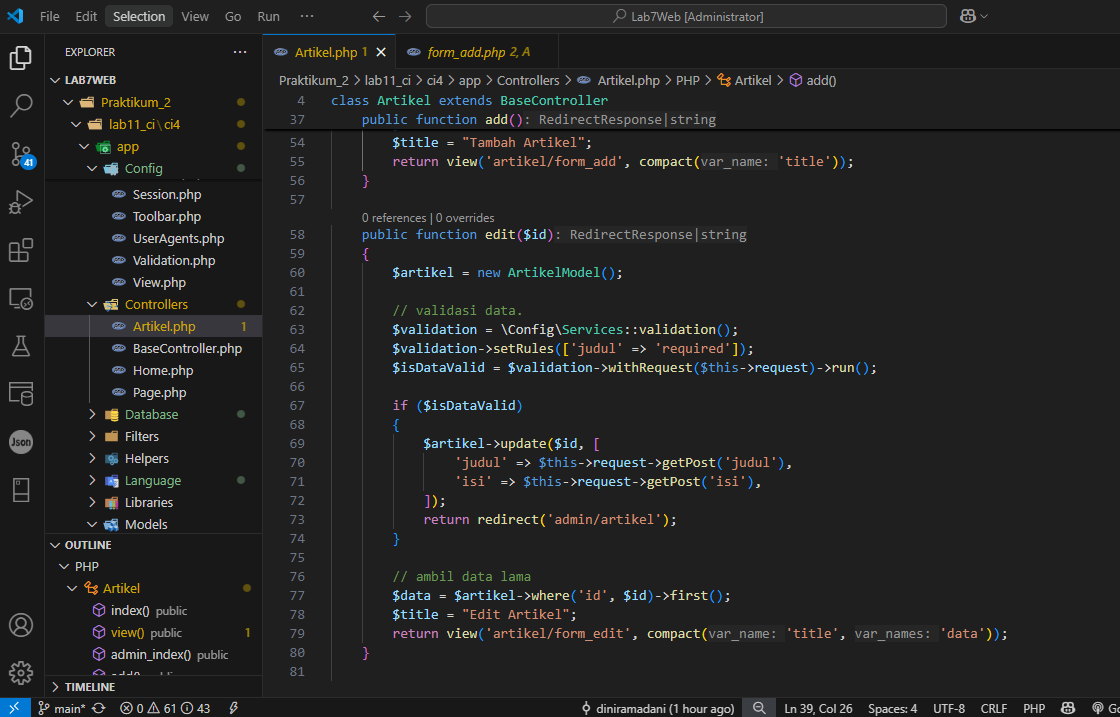 File Edit Selection View Go Run ··· Lab7Web [Administrator]
EXPLORER ···
LAB7WEB
Praktikum_2
lab11_ci\ci4
app
Config
Session.php
Toolbar.php
UserAgents.php
Validation.php
View.php
Controllers
Artikel.php 1
BaseController.php
Home.php
Page.php
Database
Filters
Helpers
Language
Libraries
Models
OUTLINE
PHP
Artikel
index() public
view() public 1
admin_index() public
add() public
TIMELINE
41
Json
Artikel.php 1 form_add.php 2, A
Praktikum_2 > lab11_ci > ci4 > app > Controllers > Artikel.php > PHP > Artikel > add()
4 class Artikel extends BaseController
37 public function add(): RedirectResponse|string
54 $title = "Tambah Artikel";
55 return view('artikel/form_add', compact(var_name: 'title'));
56 }
57
0 references | 0 overrides
58 public function edit($id): RedirectResponse|string
59 {
60 $artikel = new ArtikelModel();
61
62 // validasi data.
63 $validation = \Config\Services::validation();
64 $validation->setRules(['judul' => 'required']);
65 $isDataValid = $validation->withRequest($this->request)->run();
66
67 if ($isDataValid)
68 {
69 $artikel->update($id, [
70 'judul' => $this->request->getPost('judul'),
71 'isi' => $this->request->getPost('isi'),
72 ]);
73 return redirect('admin/artikel');
74 }
75
76 // ambil data lama
77 $data = $artikel->where('id', $id)->first();
78 $title = "Edit Artikel";
79 return view('artikel/form_edit', compact(var_name: 'title', var_names: 'data'));
80 }
81
main* 0 61 43 diniramadani (1 hour ago) Ln 39, Col 26 Spaces: 4 UTF-8 CRLF PHP